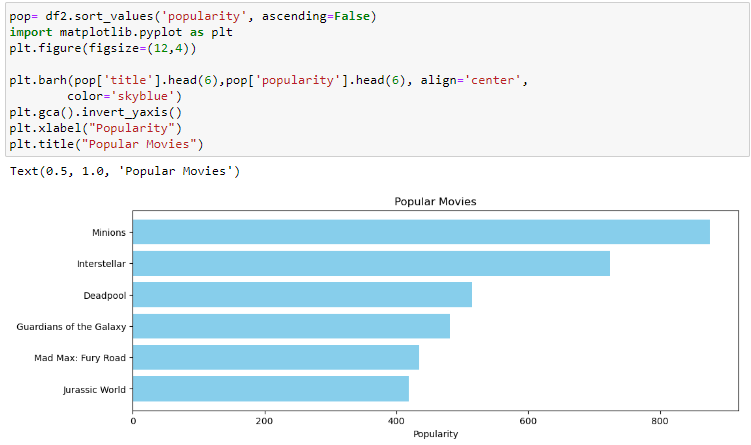 pop= df2.sort_values('popularity', ascending=False)
import matplotlib.pyplot as plt
plt.figure(figsize=(12,4))

plt.barh(pop['title'].head(6),pop['popularity'].head(6), align='center',
        color='skyblue')
plt.gca().invert_yaxis()
plt.xlabel("Popularity")
plt.title("Popular Movies")
Text(0.5, 1.0, 'Popular Movies')
Popular Movies
Minions
Interstellar
Deadpool
Guardians of the Galaxy
Mad Max: Fury Road
Jurassic World
0 200 400 600 800
Popularity